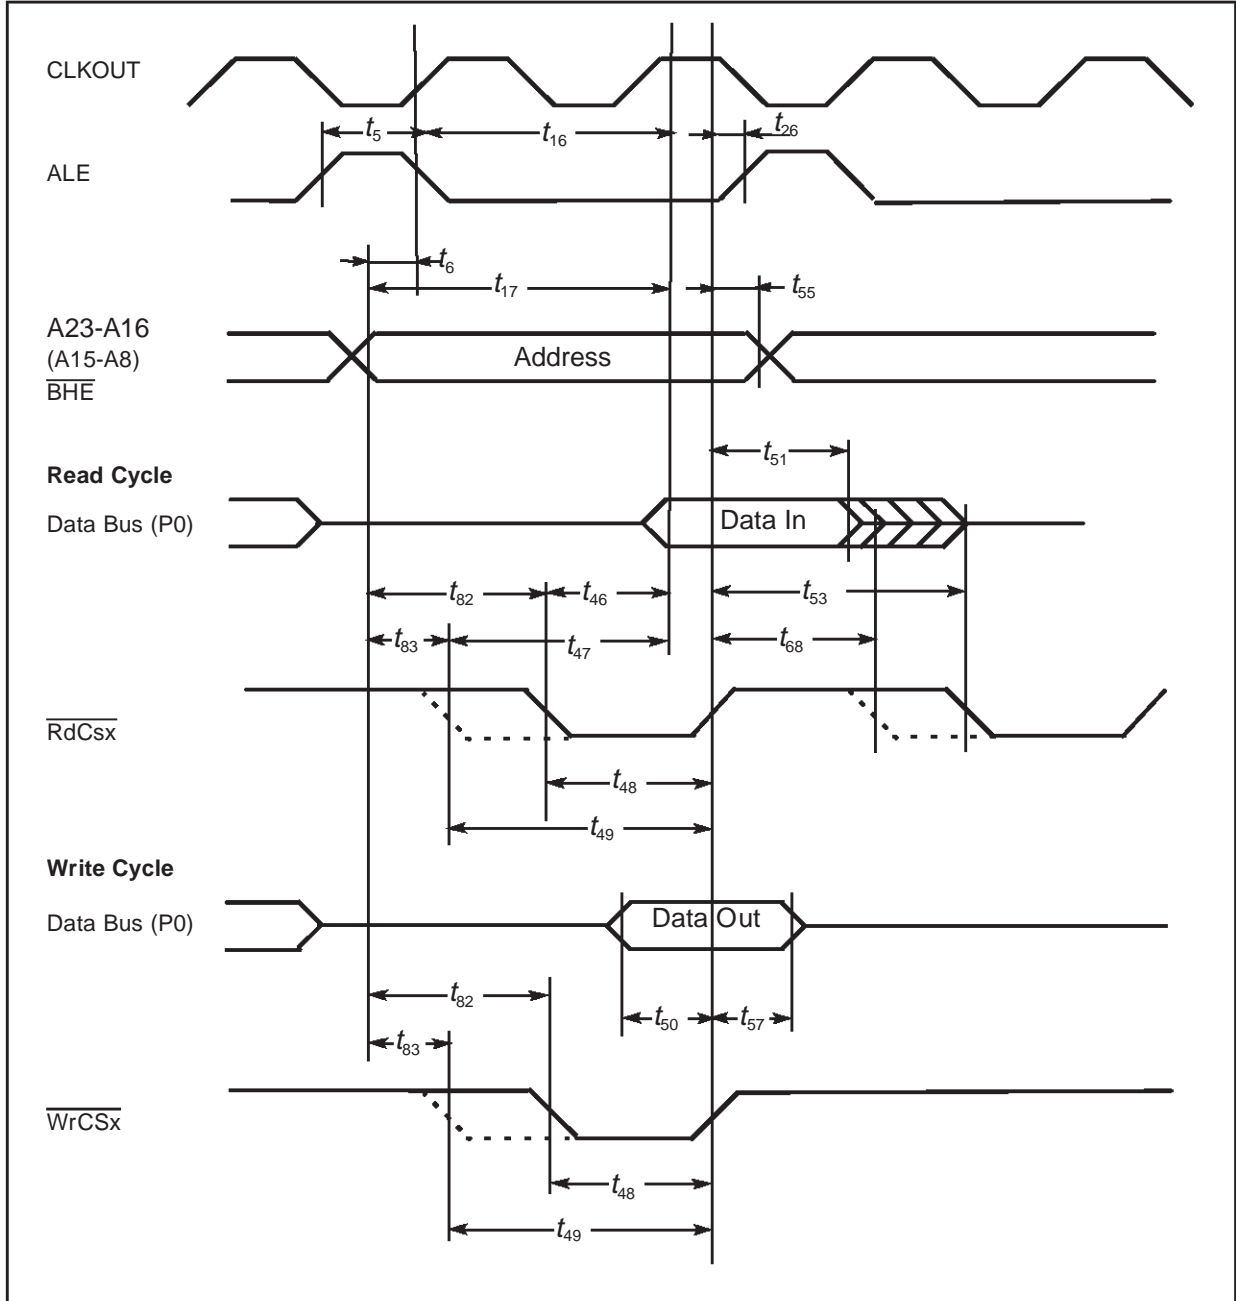 CLKOUT
t5
t16
t26
ALE
t6
t17
t55
A23-A16
(A15-A8)
BHE
Address
t51
Read Cycle
Data Bus (P0)
Data In
t82
t46
t53
t83
t47
t68
RdCsx
t48
t49
Write Cycle
Data Bus (P0)
Data Out
t82
t50
t57
t83
WrCSx
t48
t49